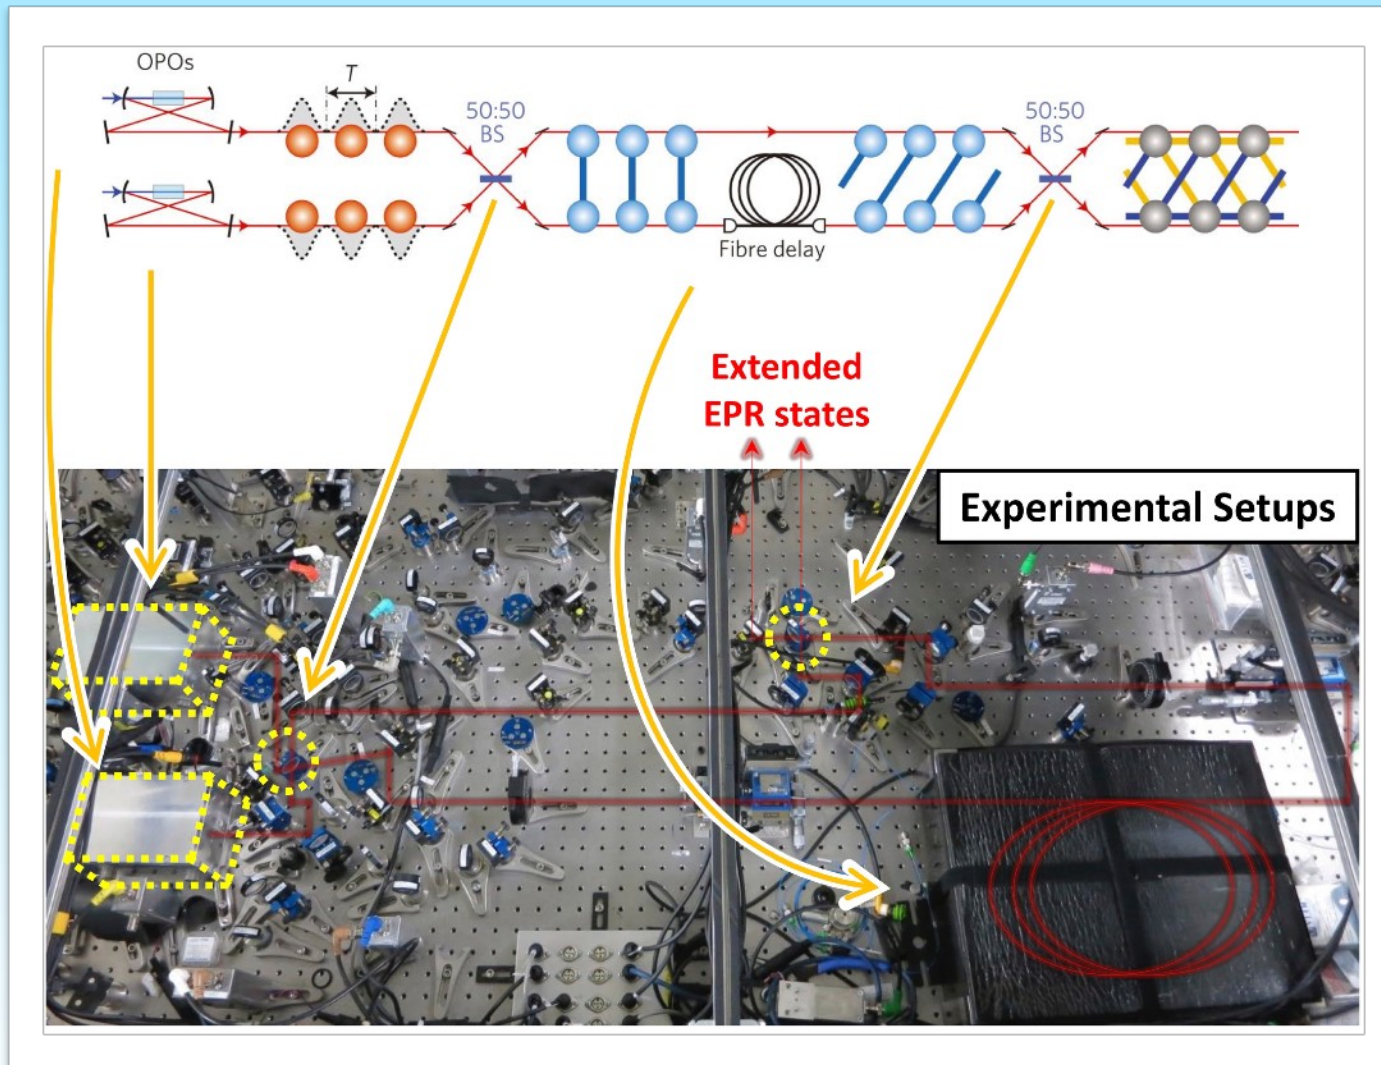 OPOs
T
50:50
BS
50:50
BS
Fibre delay
Extended
EPR states
Experimental Setups